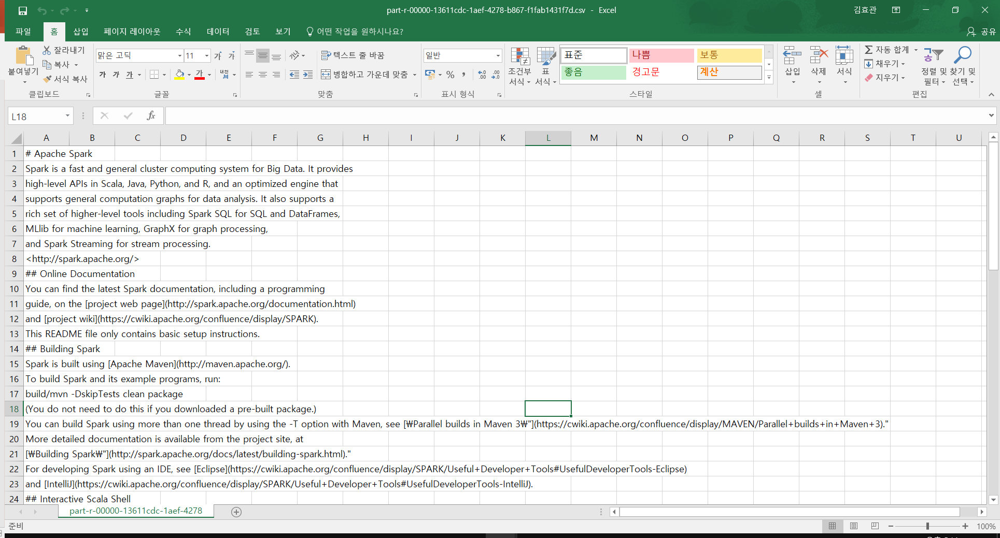 part-r-00000-13611cdc-1aef-4278-b867-f1fab1431f7d.csv - Excel
김효관
파일 홈 삽입 페이지 레이아웃 수식 데이터 검토 보기 어떤 작업을 원하시나요? 공유
붙여넣기
잘라내기
복사
서식 복사
클립보드
맑은 고딕 11 가 가
가 가 가 가 내천
글꼴
텍스트 줄 바꿈
병합하고 가운데 맞춤
맞춤
일반
% , .00
표시 형식
조건부 서식
표 서식
표준 나쁨 보통
좋음 경고문 계산
스타일
삽입 삭제 서식
셀
자동 합계
채우기
지우기
정렬 및 필터
찾기 및 선택
편집
L18 fx
A B C D E F G H I J K L M N O P Q R S T U
1 # Apache Spark
2 Spark is a fast and general cluster computing system for Big Data. It provides
3 high-level APIs in Scala, Java, Python, and R, and an optimized engine that
4 supports general computation graphs for data analysis. It also supports a
5 rich set of higher-level tools including Spark SQL for SQL and DataFrames,
6 MLlib for machine learning, GraphX for graph processing,
7 and Spark Streaming for stream processing.
8 <http://spark.apache.org/>
9 ## Online Documentation
10 You can find the latest Spark documentation, including a programming
11 guide, on the [project web page](http://spark.apache.org/documentation.html)
12 and [project wiki](https://cwiki.apache.org/confluence/display/SPARK).
13 This README file only contains basic setup instructions.
14 ## Building Spark
15 Spark is built using [Apache Maven](http://maven.apache.org/).
16 To build Spark and its example programs, run:
17 build/mvn -DskipTests clean package
18 (You do not need to do this if you downloaded a pre-built package.)
19 You can build Spark using more than one thread by using the -T option with Maven, see [₩Parallel builds in Maven 3₩"](https://cwiki.apache.org/confluence/display/MAVEN/Parallel+builds+in+Maven+3)."
20 More detailed documentation is available from the project site, at
21 [₩Building Spark₩"](http://spark.apache.org/docs/latest/building-spark.html)."
22 For developing Spark using an IDE, see [Eclipse](https://cwiki.apache.org/confluence/display/SPARK/Useful+Developer+Tools#UsefulDeveloperTools-Eclipse)
23 and [IntelliJ](https://cwiki.apache.org/confluence/display/SPARK/Useful+Developer+Tools#UsefulDeveloperTools-IntelliJ).
24 ## Interactive Scala Shell
part-r-00000-13611cdc-1aef-4278
준비
100%